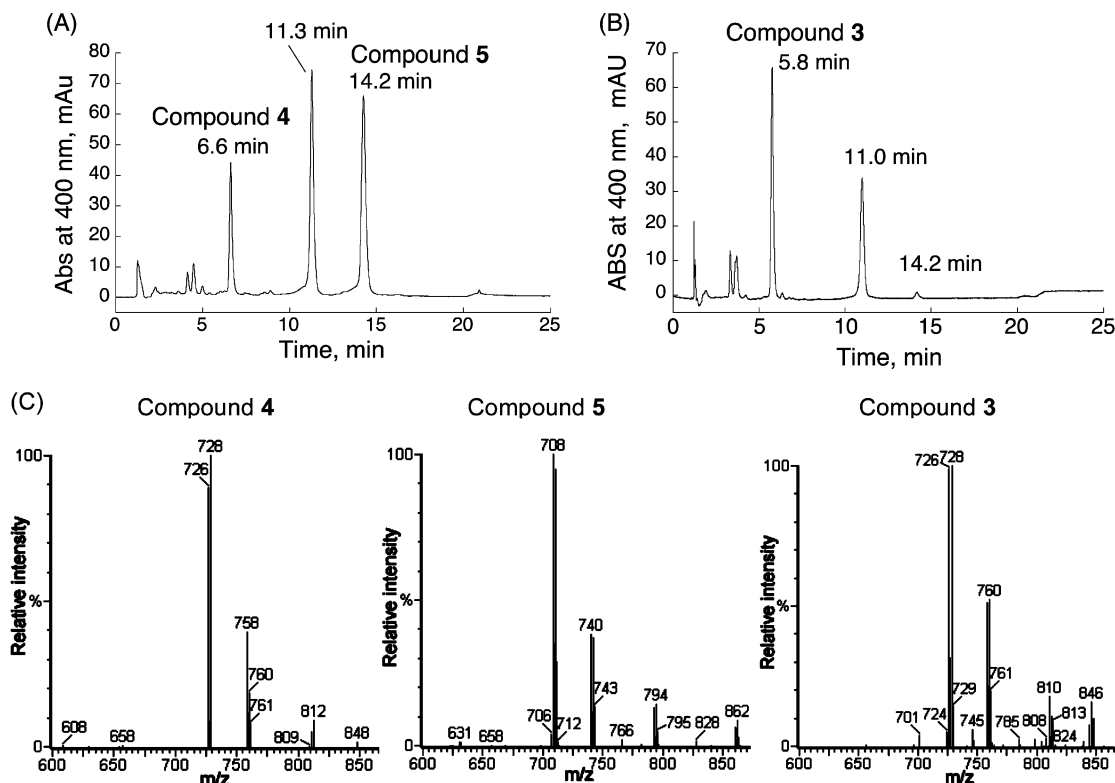 (A)
11.3 min
Compound 5
14.2 min
Compound 4
6.6 min
Abs at 400 nm, mAu
80
70
60
50
40
30
20
10
0
0 5 10 15 20 25
Time, min
(B)
Compound 3
5.8 min
11.0 min
14.2 min
ABS at 400 nm, mAU
70
60
50
40
30
20
10
0
0 5 10 15 20 25
Time, min
(C)
Compound 4
Relative intensity
100
%
0
728
726
758
760
761
812
809
848
608
658
600 650 700 750 800 850
m/z
Compound 5
Relative intensity
100
%
0
708
740
743
706
712
794
795
766
828
862
631
658
600 650 700 750 800 850
m/z
Compound 3
Relative intensity
100
%
0
726 728
760
761
729
724
701
745
785
808
810
813
824
846
600 650 700 750 800 850
m/z